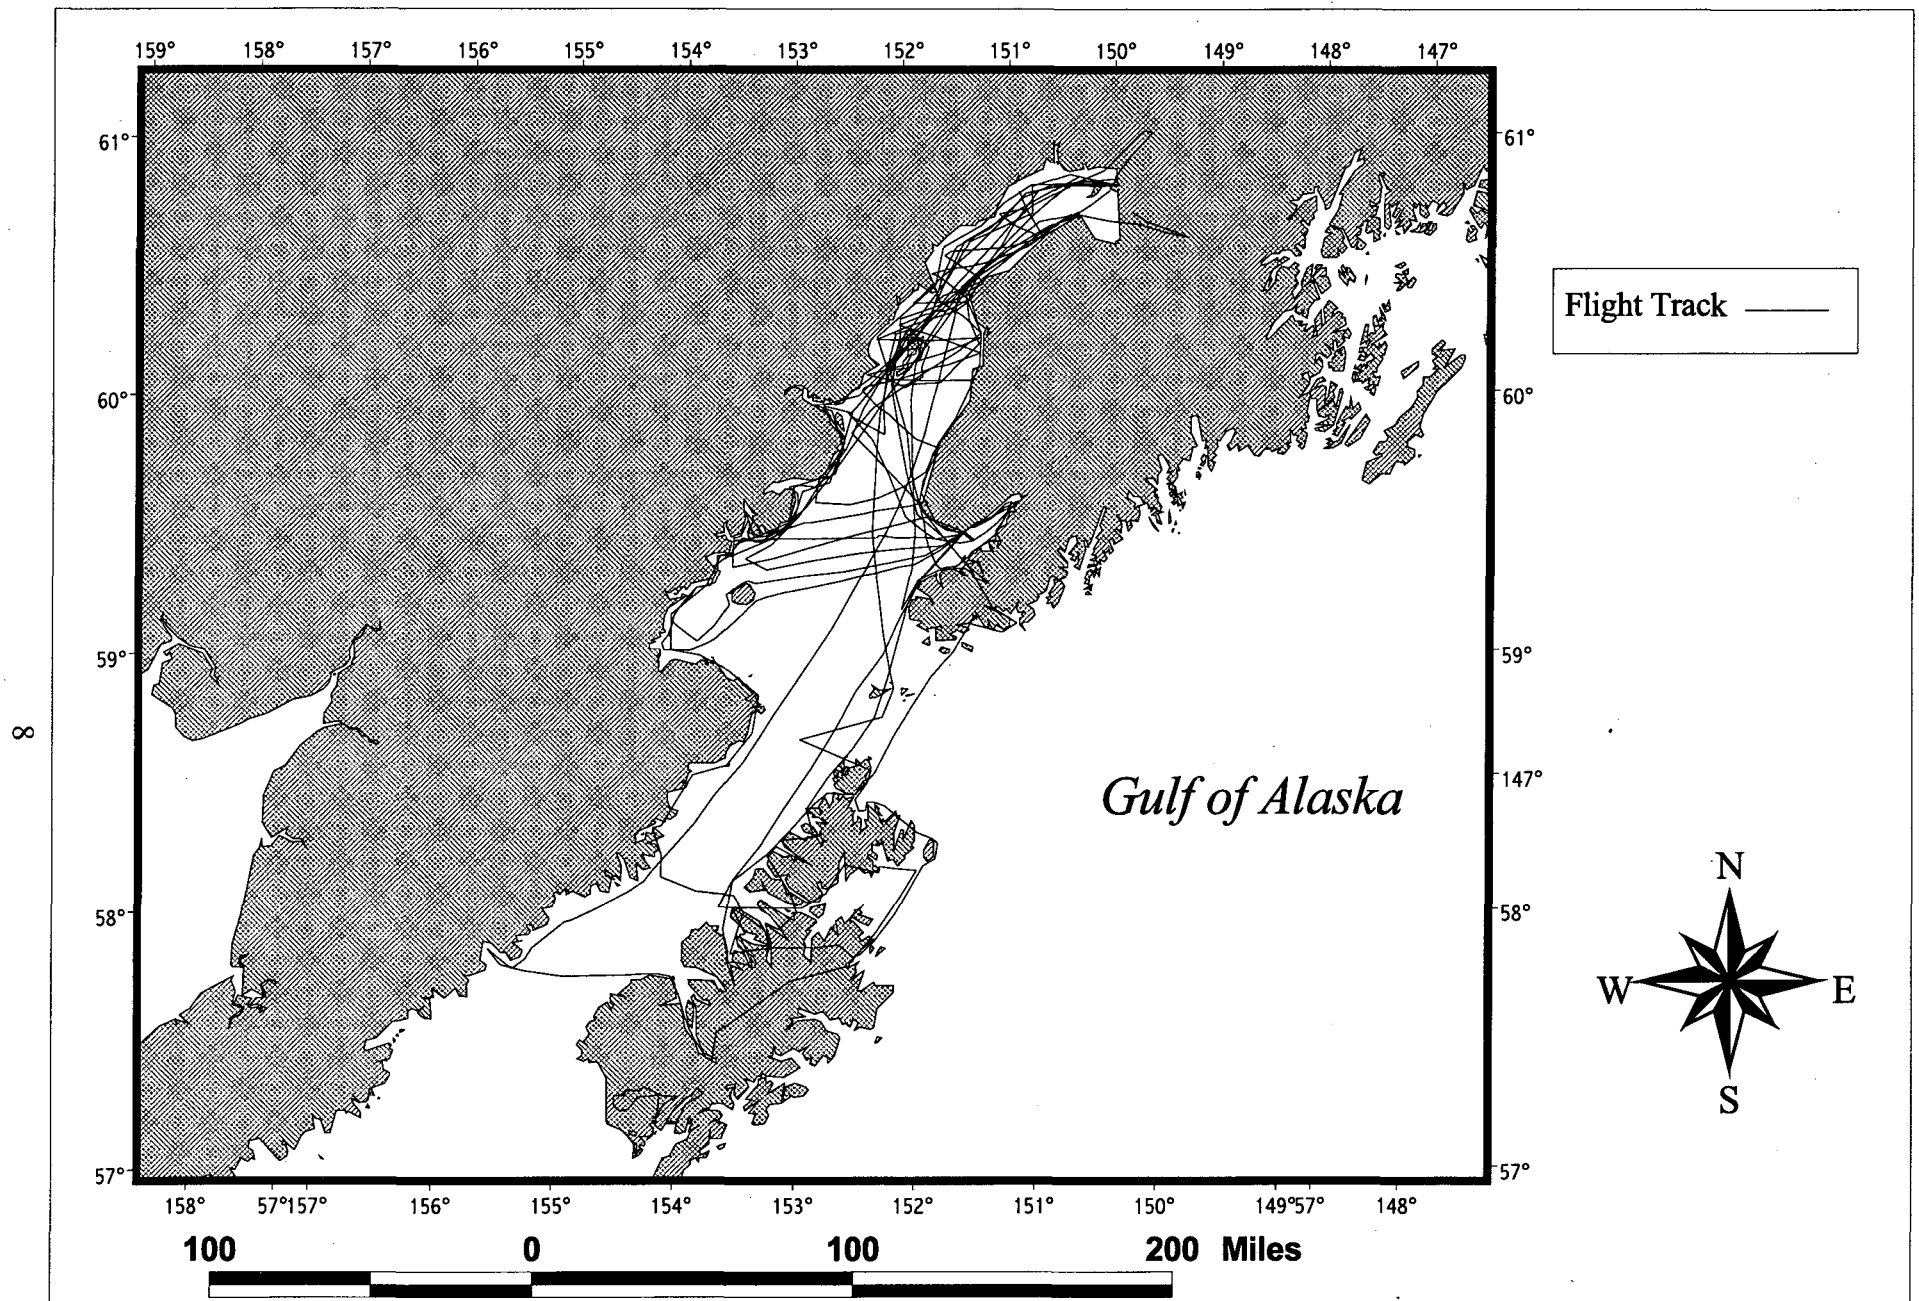 159° 158° 157° 156° 155° 154° 153° 152° 151° 150° 149° 148° 147°
61° 61°
Flight Track
60° 60°
59° 59°
8
147°
Gulf of Alaska
N
58° 58°
W E
S
57° 57°
158° 57°157° 156° 155° 154° 153° 152° 151° 150° 149°57° 148°
100 0 100 200 Miles